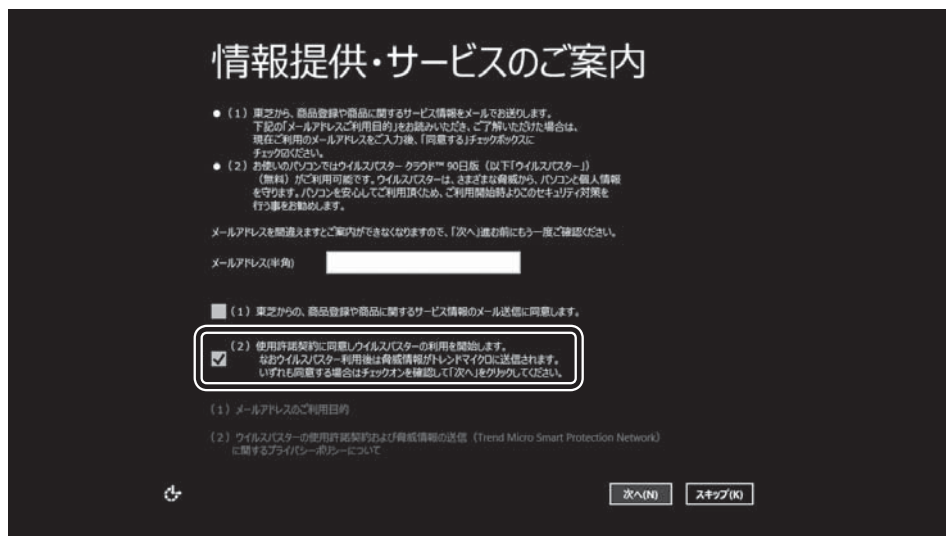 情報提供・サービスのご案内
● (1) 東芝から、商品登録や商品に関するサービス情報をメールでお送りします。
下記の「メールアドレスご利用目的」をお読みいただき、ご了解いただけた場合は、
現在ご利用のメールアドレスをご入力後、「同意する」チェックボックスに
チェック☑ください。
● (2) お使いのパソコンではウイルスバスター クラウド™ 90日版 (以下「ウイルスバスター」)
(無料) がご利用可能です。ウイルスバスターは、さまざまな脅威から、パソコンと個人情報
を守ります。パソコンを安心してご利用頂くため、ご利用開始時よりこのセキュリティ対策を
行う事をお勧めします。
メールアドレスを間違えますとご案内ができなくなりますので、「次へ」進む前にもう一度ご確認ください。
メールアドレス(半角)
(1) 東芝からの、商品登録や商品に関するサービス情報のメール送信に同意します。
(2) 使用許諾契約に同意しウイルスバスターの利用を開始します。
なおウイルスバスター利用後は脅威情報がトレンドマイクロに送信されます。
いずれも同意する場合はチェックオンを確認して「次へ」をクリックしてください。
(1) メールアドレスのご利用目的
(2) ウイルスバスターの使用許諾契約および脅威情報の送信 (Trend Micro Smart Protection Network)
に関するプライバシーポリシーについて
次へ(N) スキップ(K)